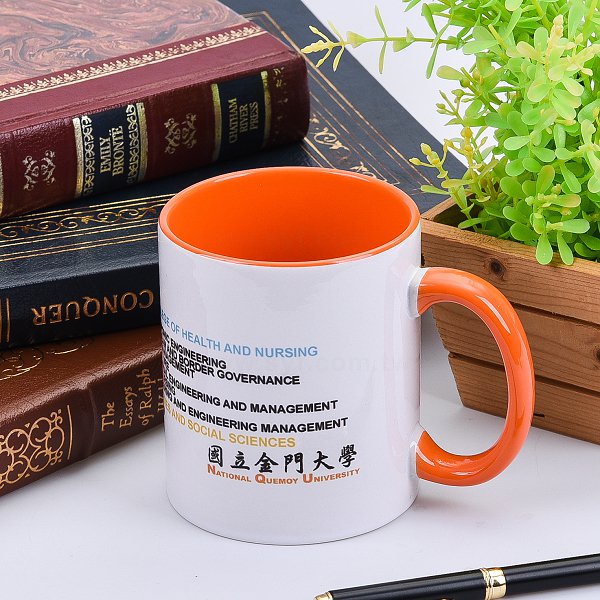 EMILY
BRONTE
CHATHAM
RIVER
PRESS
CONQUER
The
Essays
of
Ralph
OF HEALTH AND NURSING
ENGINEERING
BORDER GOVERNANCE
ENGINEERING AND MANAGEMENT
AND ENGINEERING MANAGEMENT
AND SOCIAL SCIENCES
國立金門大學
NATIONAL QUEMOY UNIVERSITY